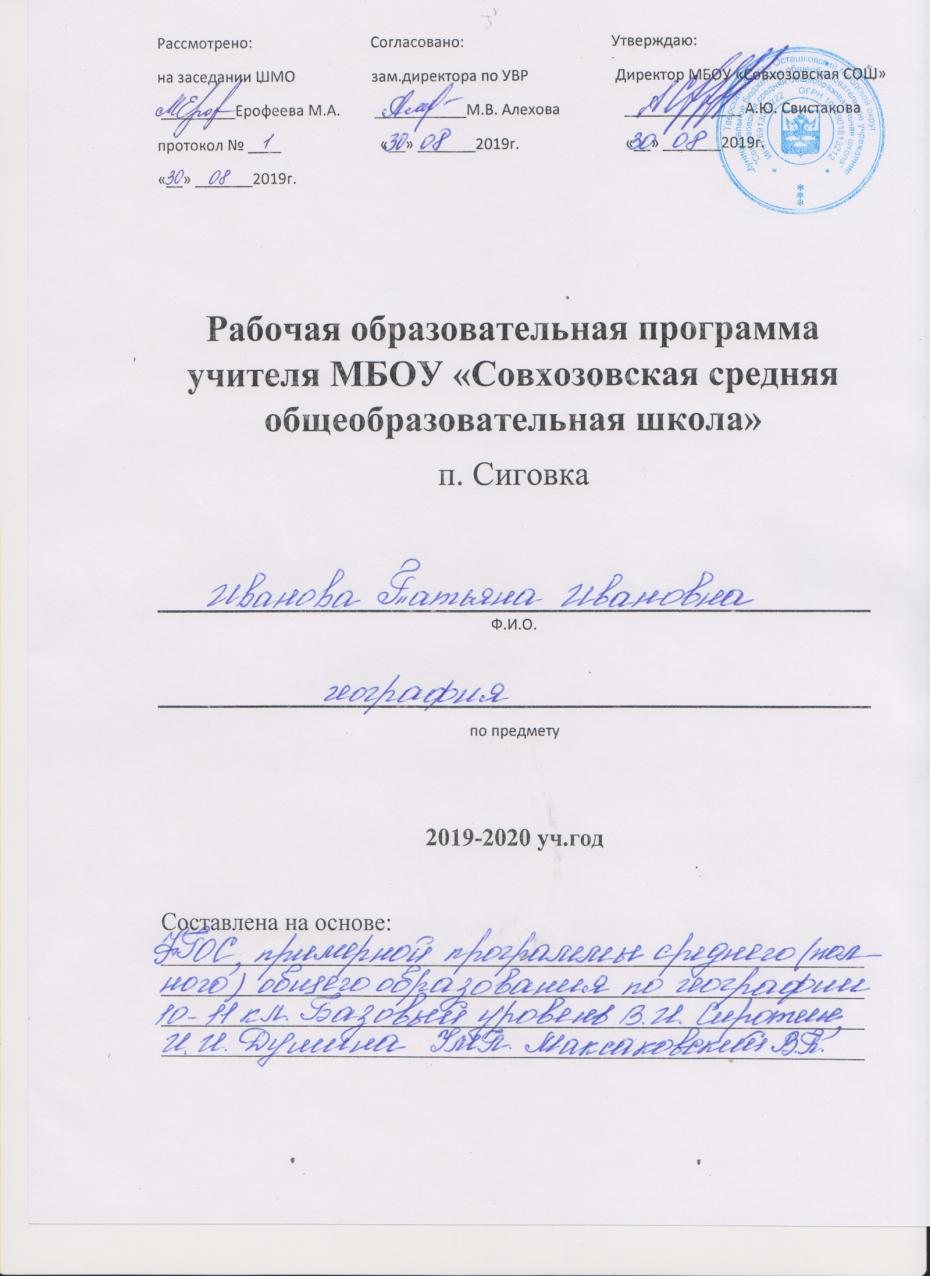 Рассмотрено:
на заседании ШМО
Ерофеева М.А.
протокол № 1
«30» 08 2019г.
Согласовано:
зам.директора по УВР
М.В. Алехова
«30» 08 2019г.
Утверждаю:
Директор МБОУ «Совхозовская СОШ»
А.Ю. Свистакова
«30» 08 2019г.
Рабочая образовательная программа
учителя МБОУ «Совхозовская средняя
общеобразовательная школа»
п. Сиговка
Иванова Татьяна Ивановна
Ф.И.О.
география
по предмету
2019-2020 уч.год
Составлена на основе:
ФГОС, примерной программы среднего (пол-
ного) общего образования по географии
10-11 кл. Базовый уровень В.И. Сиротин,
И.И. Душина УМП. Максаковский В.П.